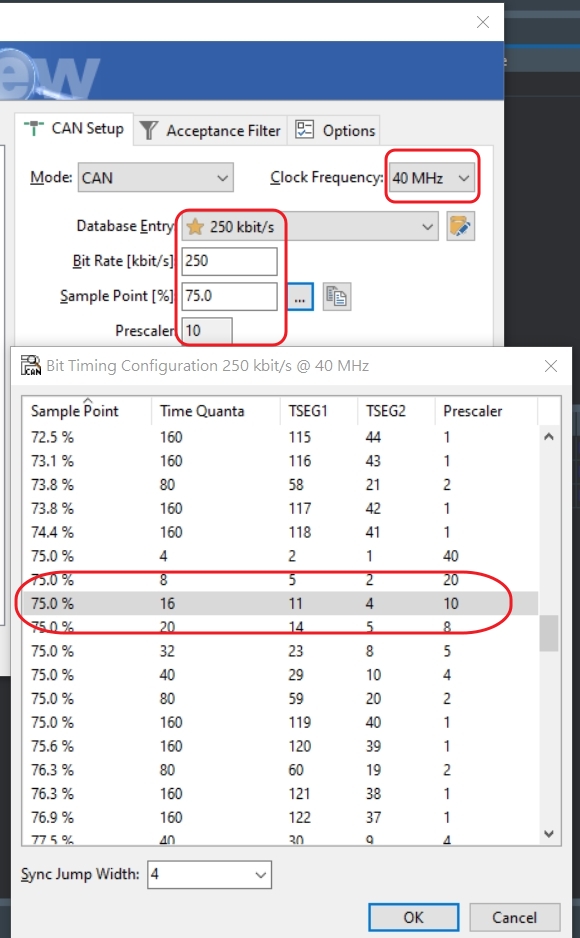 ew
CAN Setup Acceptance Filter Options
Mode: CAN Clock Frequency: 40 MHz
Database Entry 250 kbit/s
Bit Rate [kbit/s] 250
Sample Point [%] 75.0 ...
Prescaler 10
CAN Bit Timing Configuration 250 kbit/s @ 40 MHz
Sample Point Time Quanta TSEG1 TSEG2 Prescaler
72.5 % 160 115 44 1
73.1 % 160 116 43 1
73.8 % 80 58 21 2
73.8 % 160 117 42 1
74.4 % 160 118 41 1
75.0 % 4 2 1 40
75.0 % 8 5 2 20
75.0 % 16 11 4 10
75.0 % 20 14 5 8
75.0 % 32 23 8 5
75.0 % 40 29 10 4
75.0 % 80 59 20 2
75.0 % 160 119 40 1
75.6 % 160 120 39 1
76.3 % 80 60 19 2
76.3 % 160 121 38 1
76.9 % 160 122 37 1
77.5 % 40 30 9 4
Sync Jump Width: 4
OK Cancel